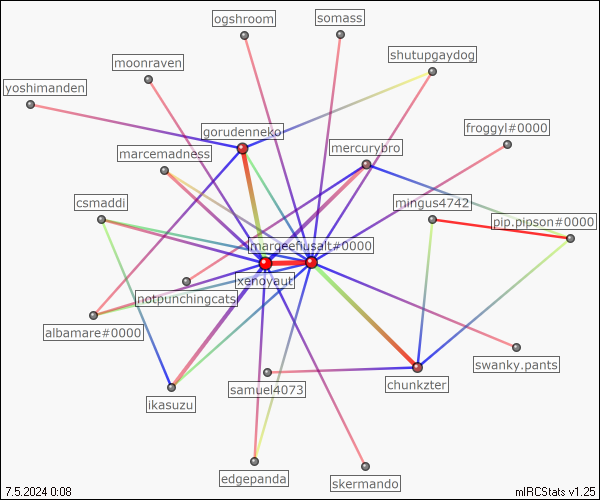 ogshroom
somass
shutupgaydog
moonraven
yoshimanden
gorudenneko
froggyl#0000
mercurybro
marcemadness
csmaddi
mingus4742
pip.pipson#0000
margeefiusalt#0000
xenoyaut
notpunchingcats
albamare#0000
swanky.pants
chunkzter
samuel4073
ikasuzu
edgepanda
skermando
7.5.2024 0:08
mIRCStats v1.25